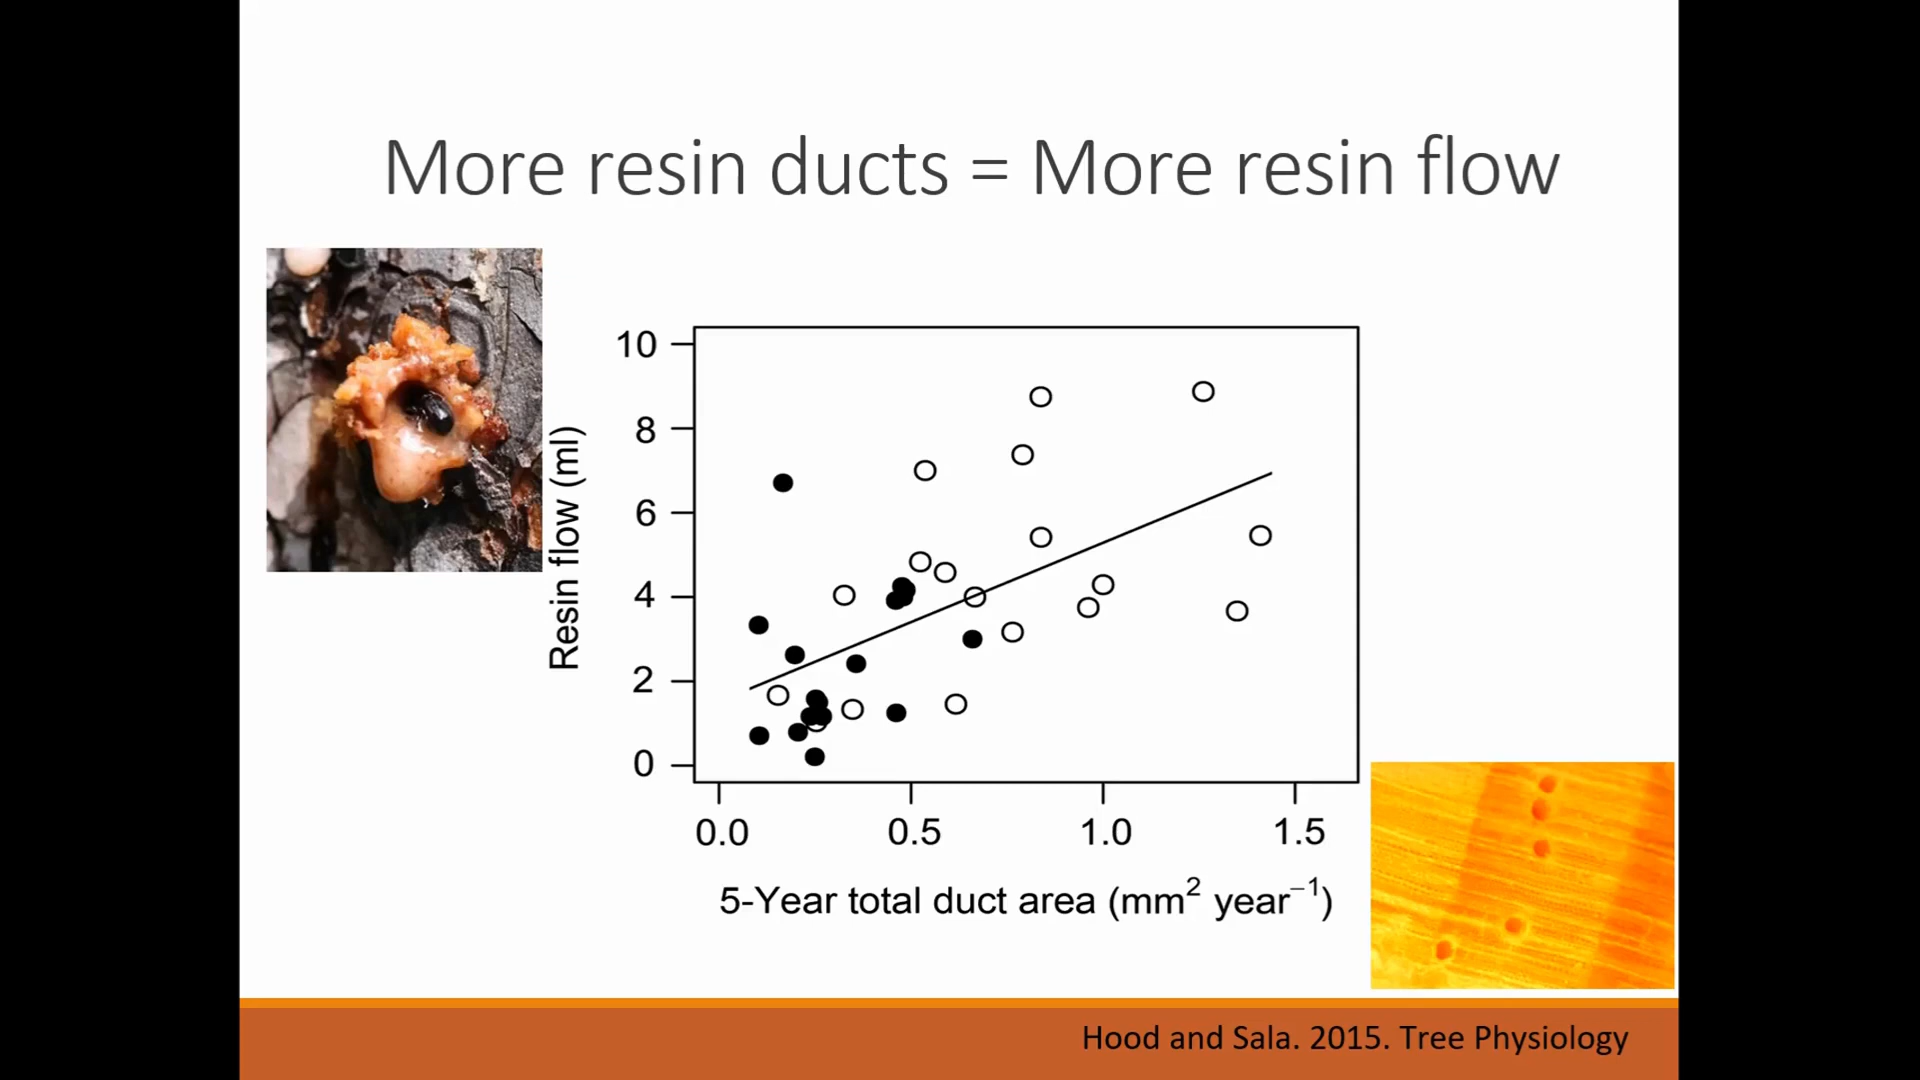 More resin ducts = More resin flow
Resin flow (ml)
10
8
6
4
2
0
0.0 0.5 1.0 1.5
5-Year total duct area (mm² year⁻¹)
Hood and Sala. 2015. Tree Physiology